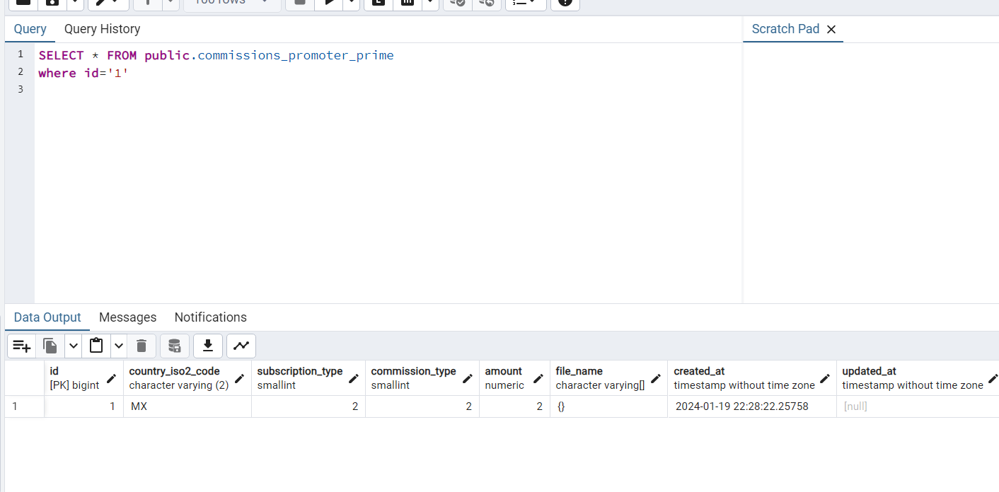 100 rows
Query Query History Scratch Pad
1 SELECT * FROM public.commissions_promoter_prime
2 where id='1'
3
Data Output Messages Notifications
id country_iso2_code subscription_type commission_type amount file_name created_at updated_at
[PK] bigint character varying (2) smallint smallint numeric character varying[] timestamp without time zone timestamp without time zone
1 1 MX 2 2 2 {} 2024-01-19 22:28:22.25758 [null]